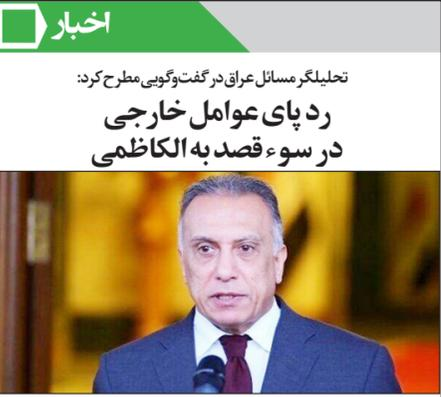 اخبار
تحلیلگر مسائل عراق در گفت‌وگویی مطرح کرد:
رد پای عوامل خارجی
در سوء قصد به الکاظمی